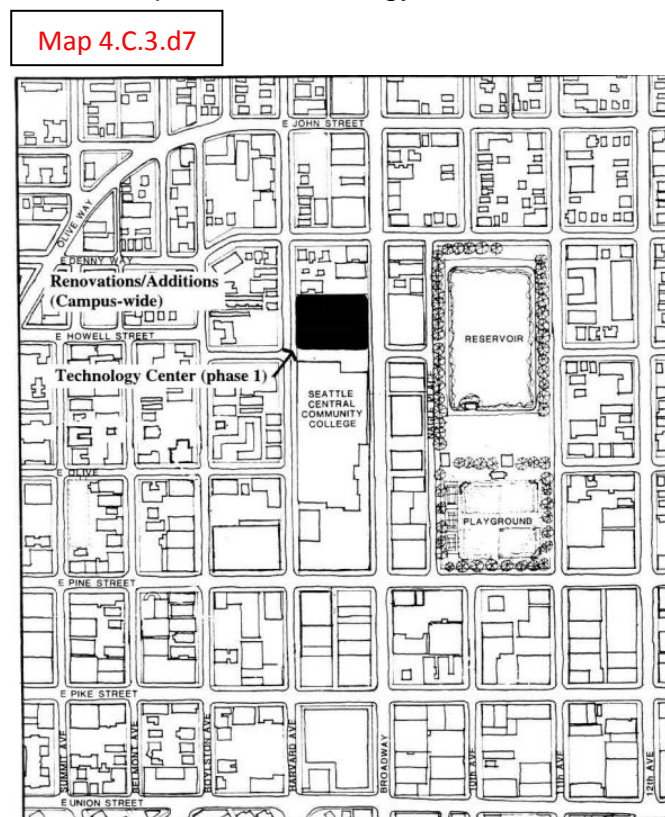 Map 4.C.3.d7
E JOHN STREET
OLIVE WAY
E DENNY WAY
Renovations/Additions
(Campus-wide)
E HOWELL STREET
RESERVOIR
Technology Center (phase 1)
SEATTLE
CENTRAL
COMMUNITY
COLLEGE
E OLIVE
PLAYGROUND
E PINE STREET
E PIKE STREET
SUMMIT AVE
BELMONT AVE
BOYLSTON AVE
HARVARD AVE
BROADWAY
10th AVE
11th AVE
12th AVE
E UNION STREET